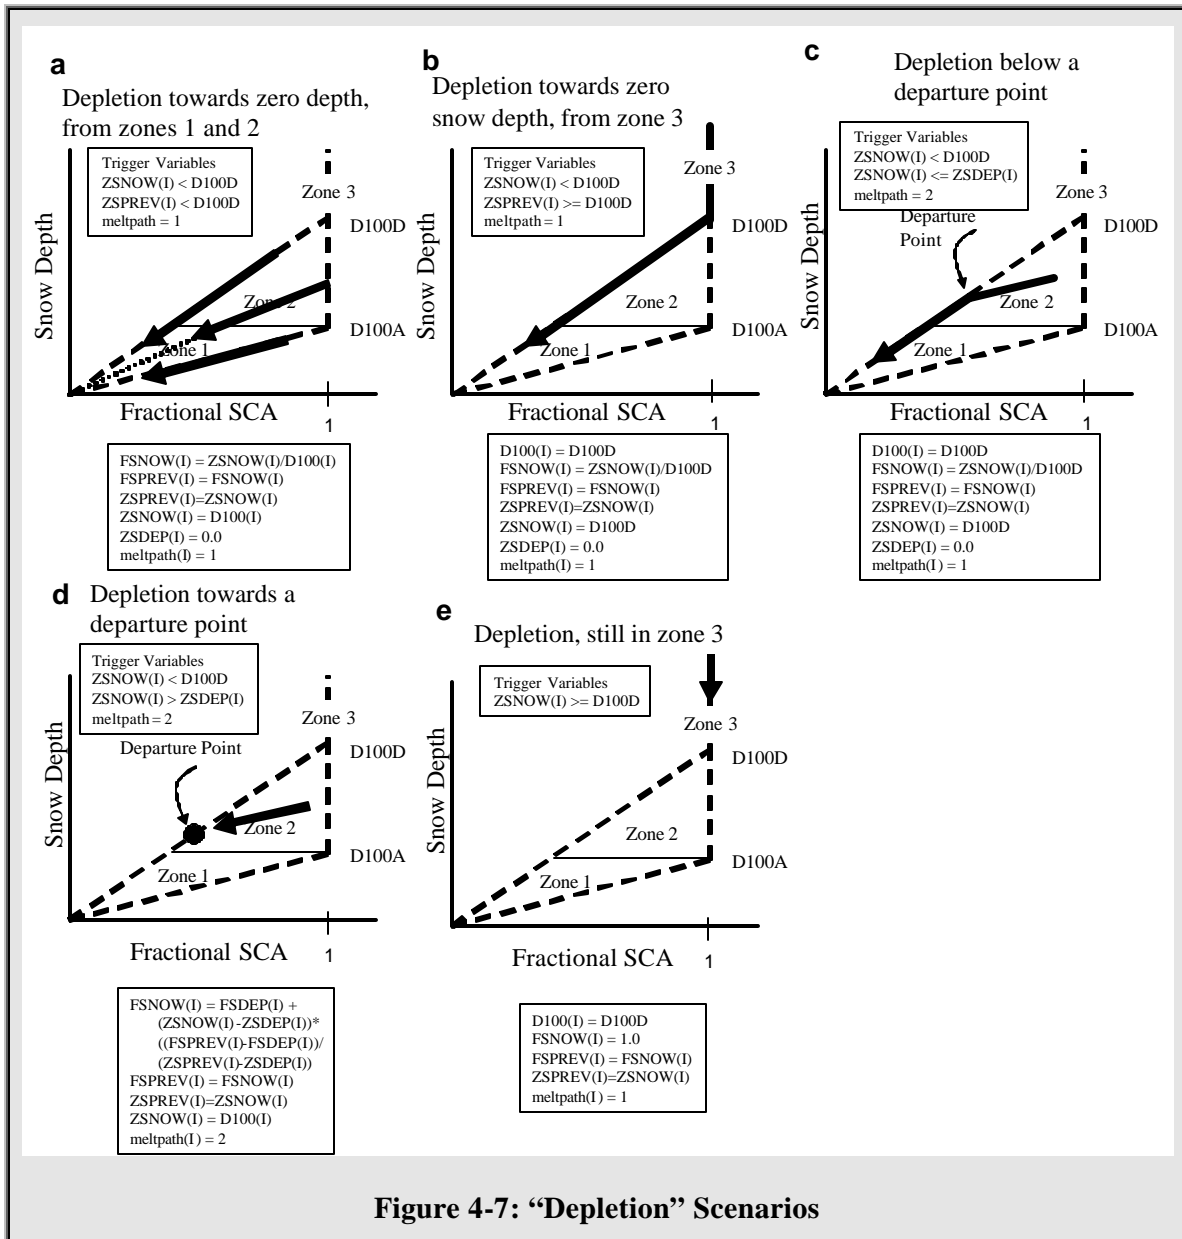 a
Depletion towards zero depth,
from zones 1 and 2
Trigger Variables
ZSNOW(I) < D100D
ZSPREV(I) < D100D
meltpath = 1
Zone 3
D100D
Zone 2
D100A
Zone 1
Snow Depth
Fractional SCA
1
FSNOW(I) = ZSNOW(I)/D100(I)
FSPREV(I) = FSNOW(I)
ZSPREV(I)=ZSNOW(I)
ZSNOW(I) = D100(I)
ZSDEP(I) = 0.0
meltpath(I) = 1
b
Depletion towards zero
snow depth, from zone 3
Trigger Variables
ZSNOW(I) < D100D
ZSPREV(I) >= D100D
meltpath = 1
Zone 3
D100D
Zone 2
D100A
Zone 1
Snow Depth
Fractional SCA
1
D100(I) = D100D
FSNOW(I) = ZSNOW(I)/D100D
FSPREV(I) = FSNOW(I)
ZSPREV(I)=ZSNOW(I)
ZSNOW(I) = D100D
ZSDEP(I) = 0.0
meltpath(I) = 1
c
Depletion below a
departure point
Trigger Variables
ZSNOW(I) < D100D
ZSNOW(I) <= ZSDEP(I)
meltpath = 2
Departure
Point
Zone 3
D100D
Zone 2
D100A
Zone 1
Snow Depth
Fractional SCA
1
D100(I) = D100D
FSNOW(I) = ZSNOW(I)/D100D
FSPREV(I) = FSNOW(I)
ZSPREV(I)=ZSNOW(I)
ZSNOW(I) = D100D
ZSDEP(I) = 0.0
meltpath(I) = 1
d
Depletion towards a
departure point
Trigger Variables
ZSNOW(I) < D100D
ZSNOW(I) > ZSDEP(I)
meltpath = 2
Departure Point
Zone 3
D100D
Zone 2
D100A
Zone 1
Snow Depth
Fractional SCA
1
FSNOW(I) = FSDEP(I) +
(ZSNOW(I)-ZSDEP(I))*
((FSPREV(I)-FSDEP(I))/
(ZSPREV(I)-ZSDEP(I))
FSPREV(I) = FSNOW(I)
ZSPREV(I)=ZSNOW(I)
ZSNOW(I) = D100(I)
meltpath(I) = 2
e
Depletion, still in zone 3
Trigger Variables
ZSNOW(I) >= D100D
Zone 3
D100D
Zone 2
D100A
Zone 1
Snow Depth
Fractional SCA
1
D100(I) = D100D
FSNOW(I) = 1.0
FSPREV(I) = FSNOW(I)
ZSPREV(I)=ZSNOW(I)
meltpath(I) = 1
Figure 4-7: “Depletion” Scenarios